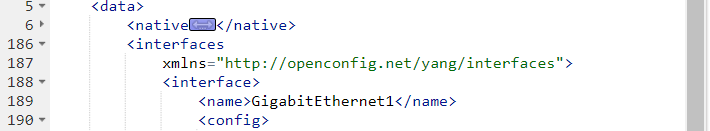 5 <data>
6 <native></native>
186 <interfaces
187 xmlns="http://openconfig.net/yang/interfaces">
188 <interface>
189 <name>GigabitEthernet1</name>
190 <config>